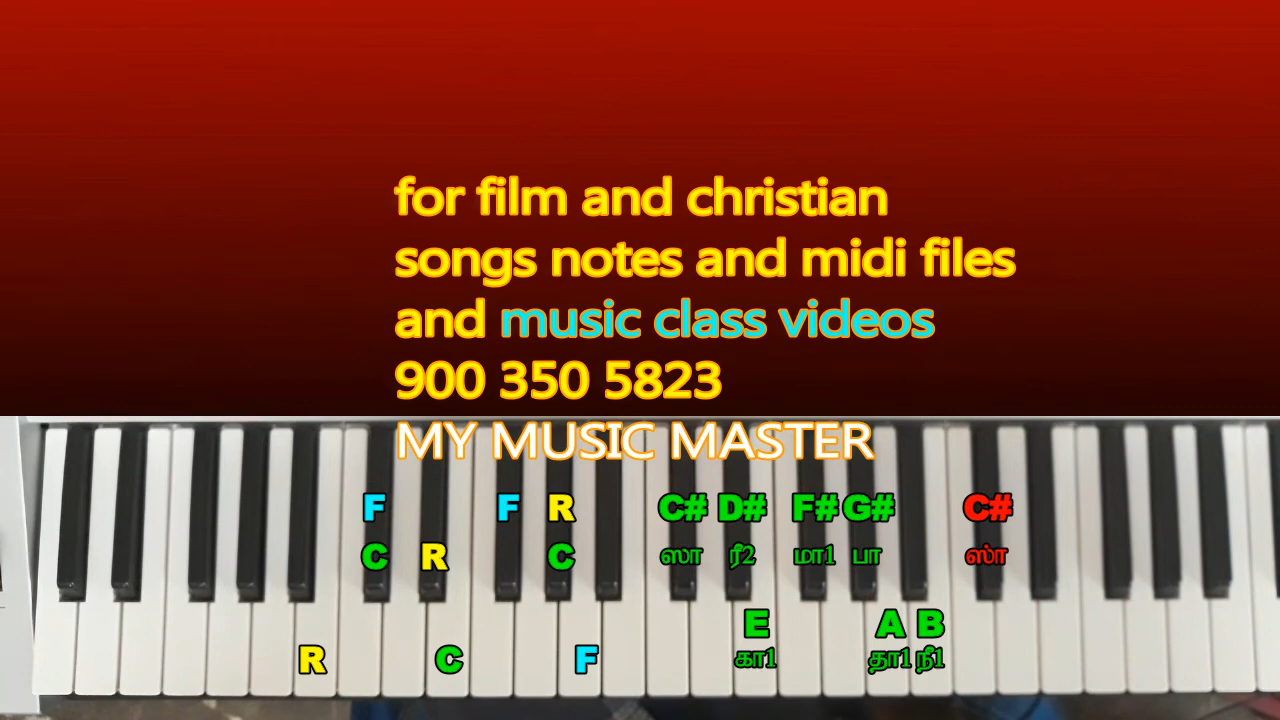 for film and christian
songs notes and midi files
and music class videos
900 350 5823
MY MUSIC MASTER
F F R C# D# F# G# C#
C R C ஸா ரீ2 மா1 பா ஸ்ா
E A B
R C F கா1 தா1 நீ1